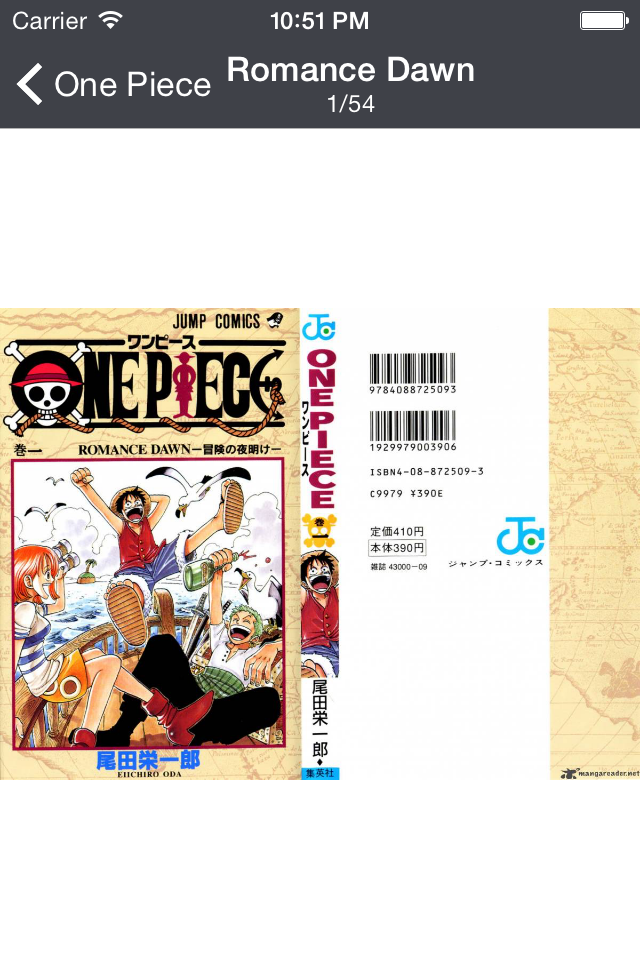 Carrier
10:51 PM
One Piece
Romance Dawn
1/54
JUMP COMICS
ワンピース
ONE PIECE
巻一
ROMANCE DAWN—冒険の夜明け—
尾田栄一郎
EIICHIRO ODA
JC
ONE PIECE
ワンピース
巻一
尾田栄一郎
集英社
9784088725093
1929979003906
ISBN4-08-872509-3
C9979 ¥390E
定価410円
本体390円
雑誌 43000-09
JC
ジャンプ・コミックス
mangareader.net